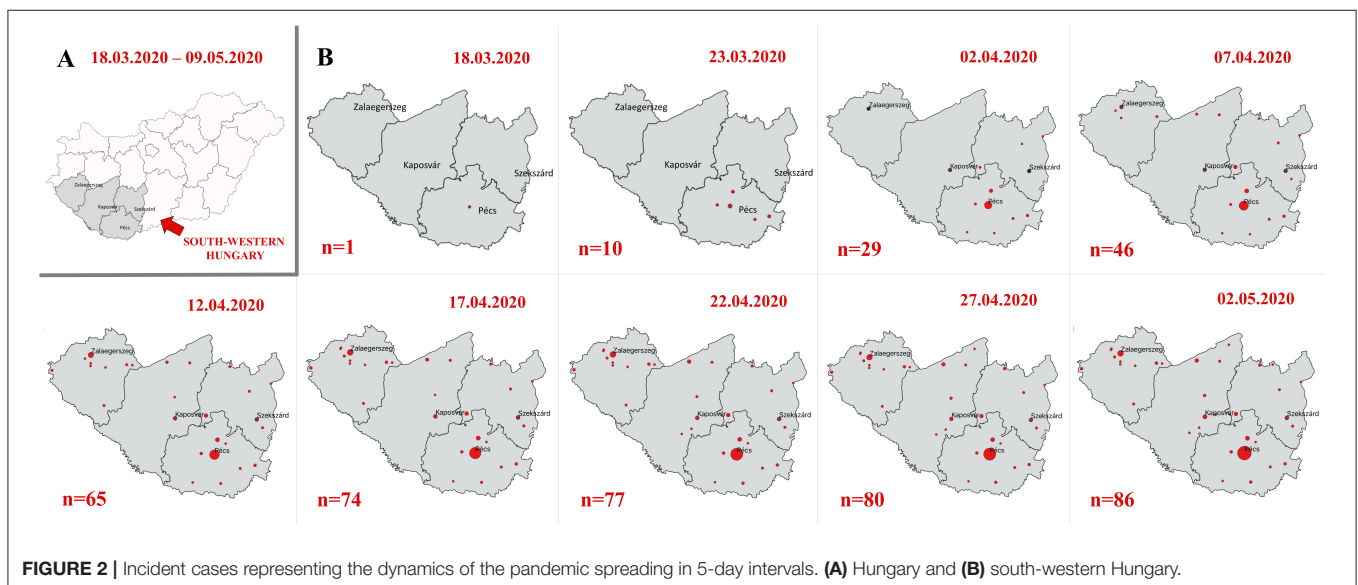 A 18.03.2020 – 09.05.2020
Zalaegerszeg
Kaposvár
Szekszárd
Pécs
SOUTH-WESTERN
HUNGARY
B 18.03.2020
Zalaegerszeg
Kaposvár
Szekszárd
Pécs
n=1
23.03.2020
Zalaegerszeg
Kaposvár
Szekszárd
Pécs
n=10
02.04.2020
Zalaegerszeg
Kaposvár
Szekszárd
Pécs
n=29
07.04.2020
Zalaegerszeg
Kaposvár
Szekszárd
Pécs
n=46
12.04.2020
Zalaegerszeg
Kaposvár
Szekszárd
Pécs
n=65
17.04.2020
Zalaegerszeg
Kaposvár
Szekszárd
Pécs
n=74
22.04.2020
Zalaegerszeg
Kaposvár
Szekszárd
Pécs
n=77
27.04.2020
Zalaegerszeg
Kaposvár
Szekszárd
Pécs
n=80
02.05.2020
Zalaegerszeg
Kaposvár
Szekszárd
Pécs
n=86
FIGURE 2 | Incident cases representing the dynamics of the pandemic spreading in 5-day intervals. (A) Hungary and (B) south-western Hungary.